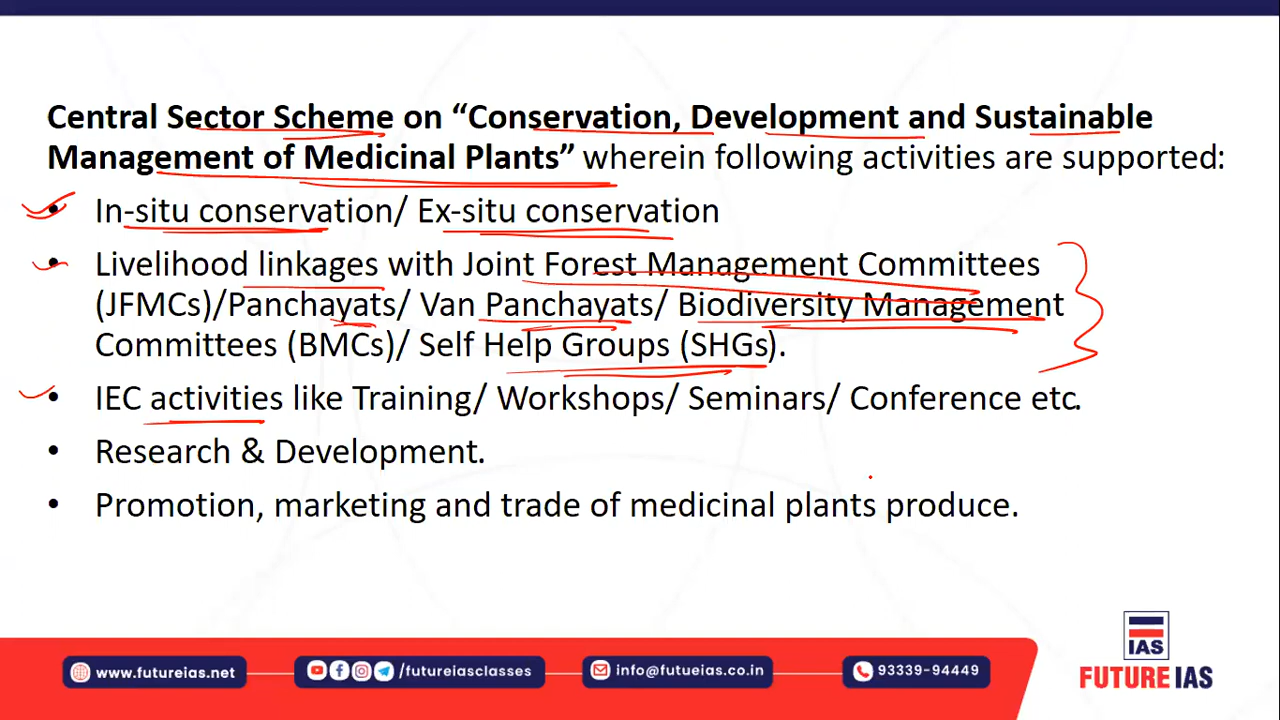 Central Sector Scheme on “Conservation, Development and Sustainable
Management of Medicinal Plants” wherein following activities are supported:
• In-situ conservation/ Ex-situ conservation
• Livelihood linkages with Joint Forest Management Committees
(JFMCs)/Panchayats/ Van Panchayats/ Biodiversity Management
Committees (BMCs)/ Self Help Groups (SHGs).
• IEC activities like Training/ Workshops/ Seminars/ Conference etc.
• Research & Development.
• Promotion, marketing and trade of medicinal plants produce.
IAS
FUTURE IAS
www.futureias.net
/futureiasclasses
info@futueias.co.in
93339-94449